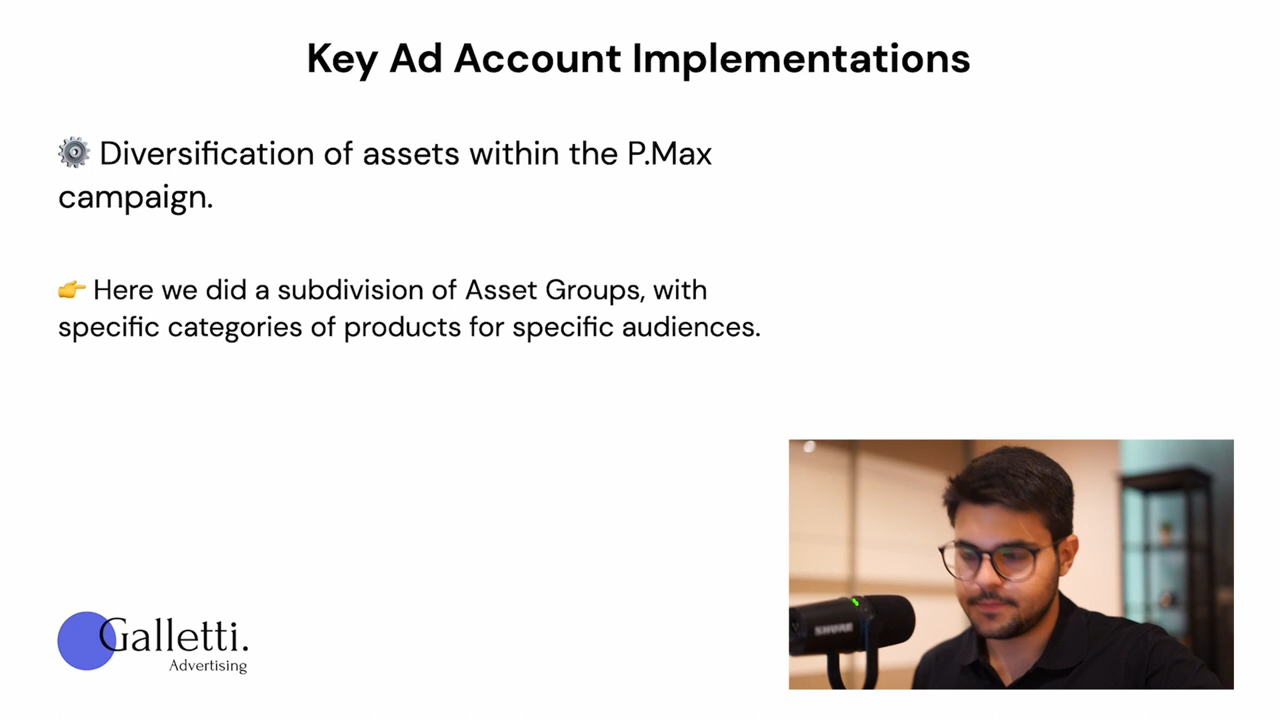 Key Ad Account Implementations
⚙️ Diversification of assets within the P.Max
campaign.
👉 Here we did a subdivision of Asset Groups, with
specific categories of products for specific audiences.
SHURE
Galletti.
Advertising